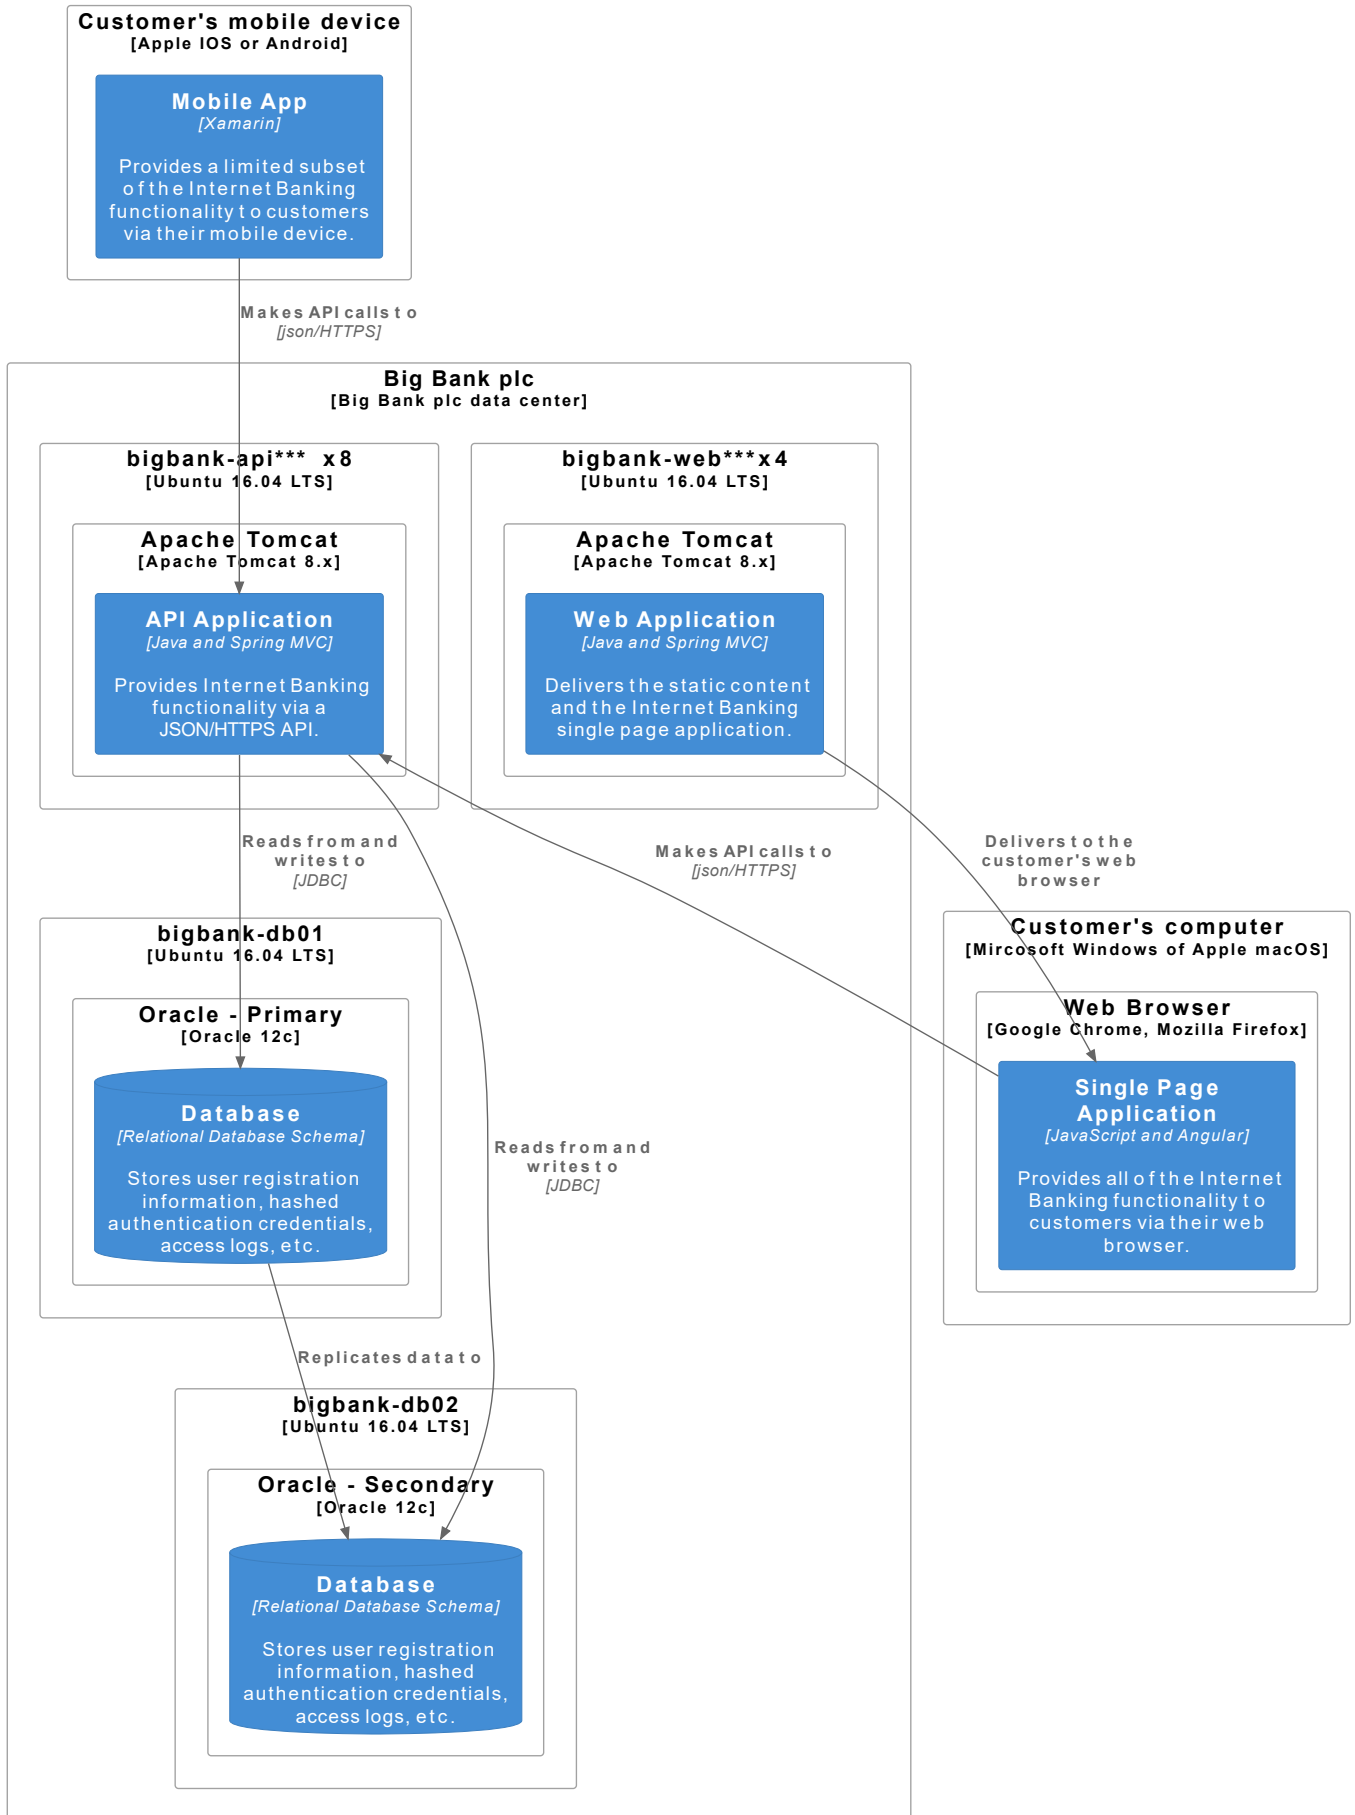 Customer's mobile device
[Apple IOS or Android]
Mobile App
[Xamarin]
Provides a limited subset
of the Internet Banking
functionality to customers
via their mobile device.
Makes API calls to
[json/HTTPS]
Big Bank plc
[Big Bank plc data center]
bigbank-api*** x8
[Ubuntu 16.04 LTS]
Apache Tomcat
[Apache Tomcat 8.x]
API Application
[Java and Spring MVC]
Provides Internet Banking
functionality via a
JSON/HTTPS API.
bigbank-web*** x4
[Ubuntu 16.04 LTS]
Apache Tomcat
[Apache Tomcat 8.x]
Web Application
[Java and Spring MVC]
Delivers the static content
and the Internet Banking
single page application.
Reads from and
writes to
[JDBC]
Makes API calls to
[json/HTTPS]
Delivers to the
customer's web
browser
bigbank-db01
[Ubuntu 16.04 LTS]
Oracle - Primary
[Oracle 12c]
Database
[Relational Database Schema]
Stores user registration
information, hashed
authentication credentials,
access logs, etc.
Reads from and
writes to
[JDBC]
Customer's computer
[Mircosoft Windows of Apple macOS]
Web Browser
[Google Chrome, Mozilla Firefox]
Single Page
Application
[JavaScript and Angular]
Provides all of the Internet
Banking functionality to
customers via their web
browser.
Replicates data to
bigbank-db02
[Ubuntu 16.04 LTS]
Oracle - Secondary
[Oracle 12c]
Database
[Relational Database Schema]
Stores user registration
information, hashed
authentication credentials,
access logs, etc.